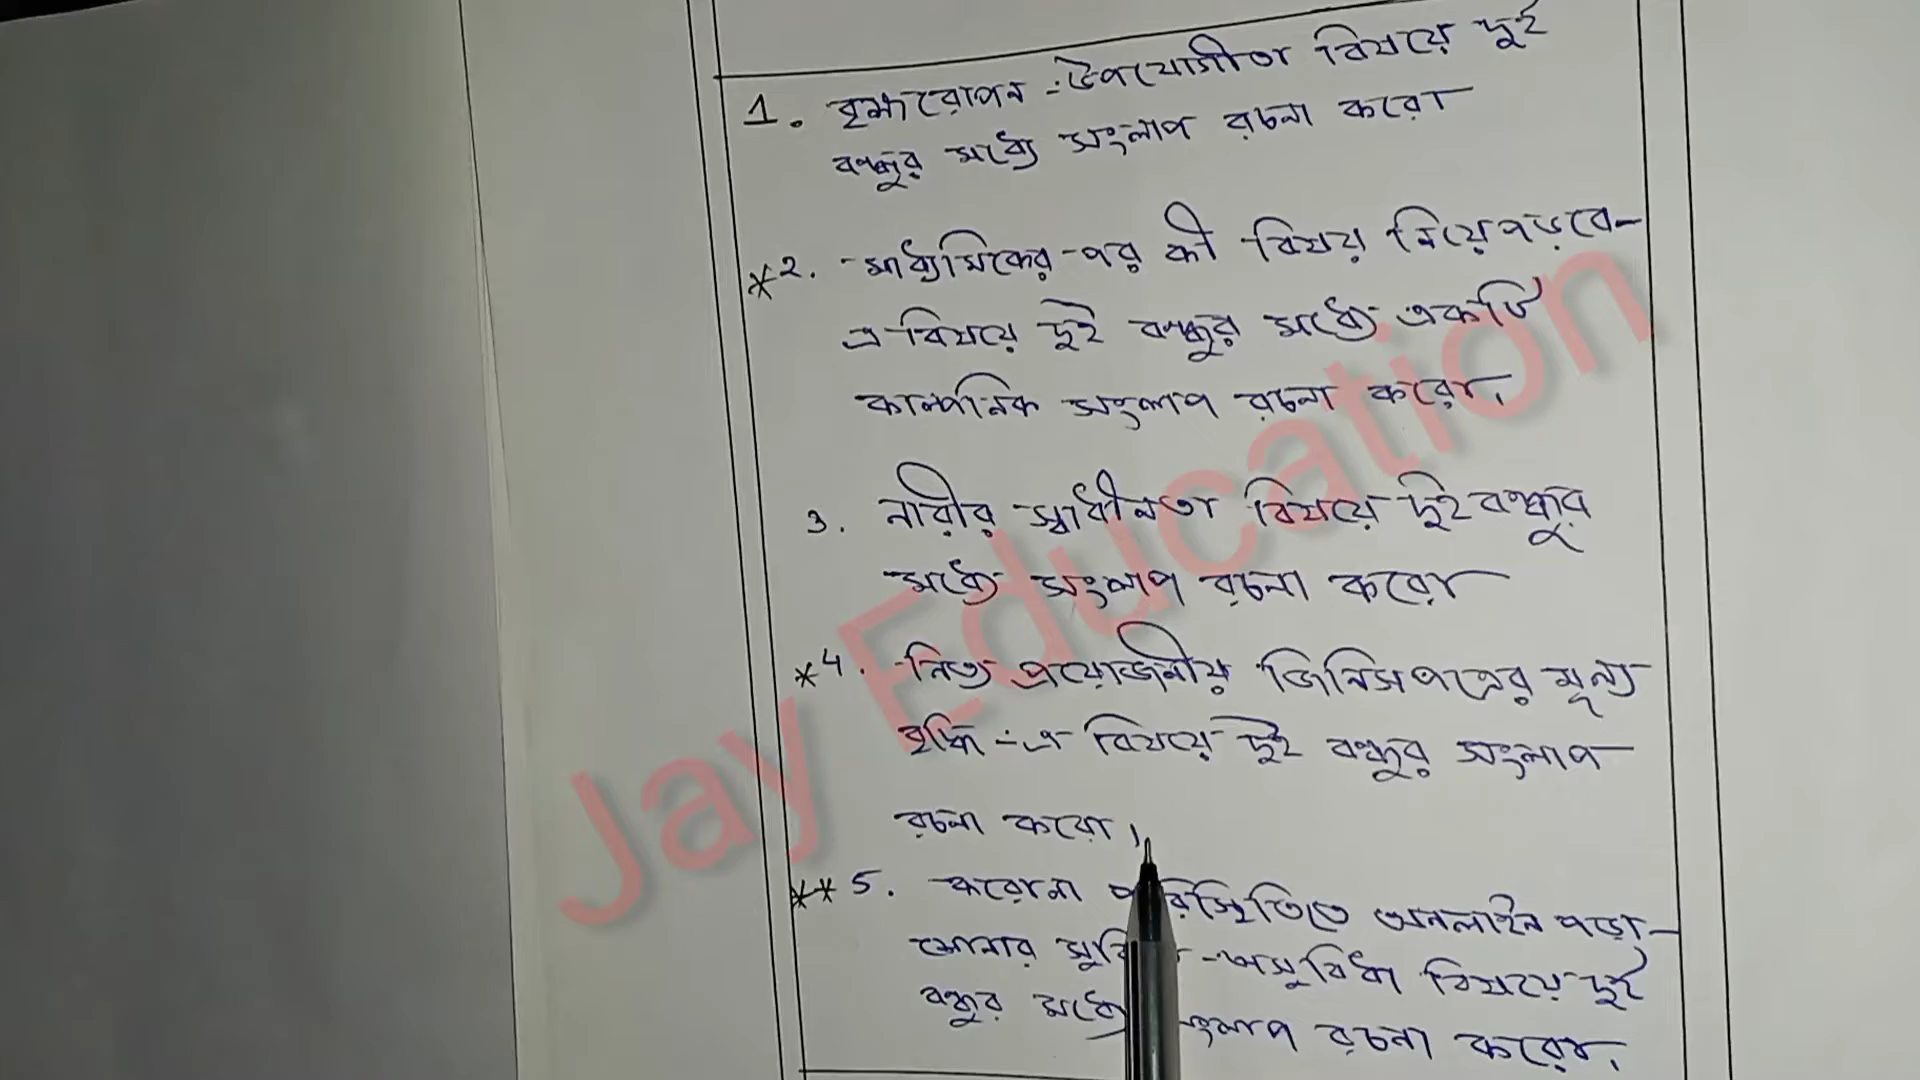 1. বৃক্ষরোপন - উপযোগীতা বিষয়ে দুই
বন্ধুর মধ্যে সংলাপ রচনা করো
*2. মাধ্যমিকের পর কী বিষয় নিয়ে পড়বে-
এ বিষয়ে দুই বন্ধুর মধ্যে একটি
কাল্পনিক সংলাপ রচনা করো।
3. নারীর স্বাধীনতা বিষয়ে দুই বন্ধুর
মধ্যে সংলাপ রচনা করো
*4. নিত্য প্রয়োজনীয় জিনিসপত্রের মূল্য
বৃদ্ধি - এ বিষয়ে দুই বন্ধুর সংলাপ
রচনা করো।
**5. করোনা পরিস্থিতিতে অনলাইন পড়া-
শোনার অসুবিধা বিষয়ে দুই
বন্ধুর মধ্যে সংলাপ রচনা করো।
Jay Education